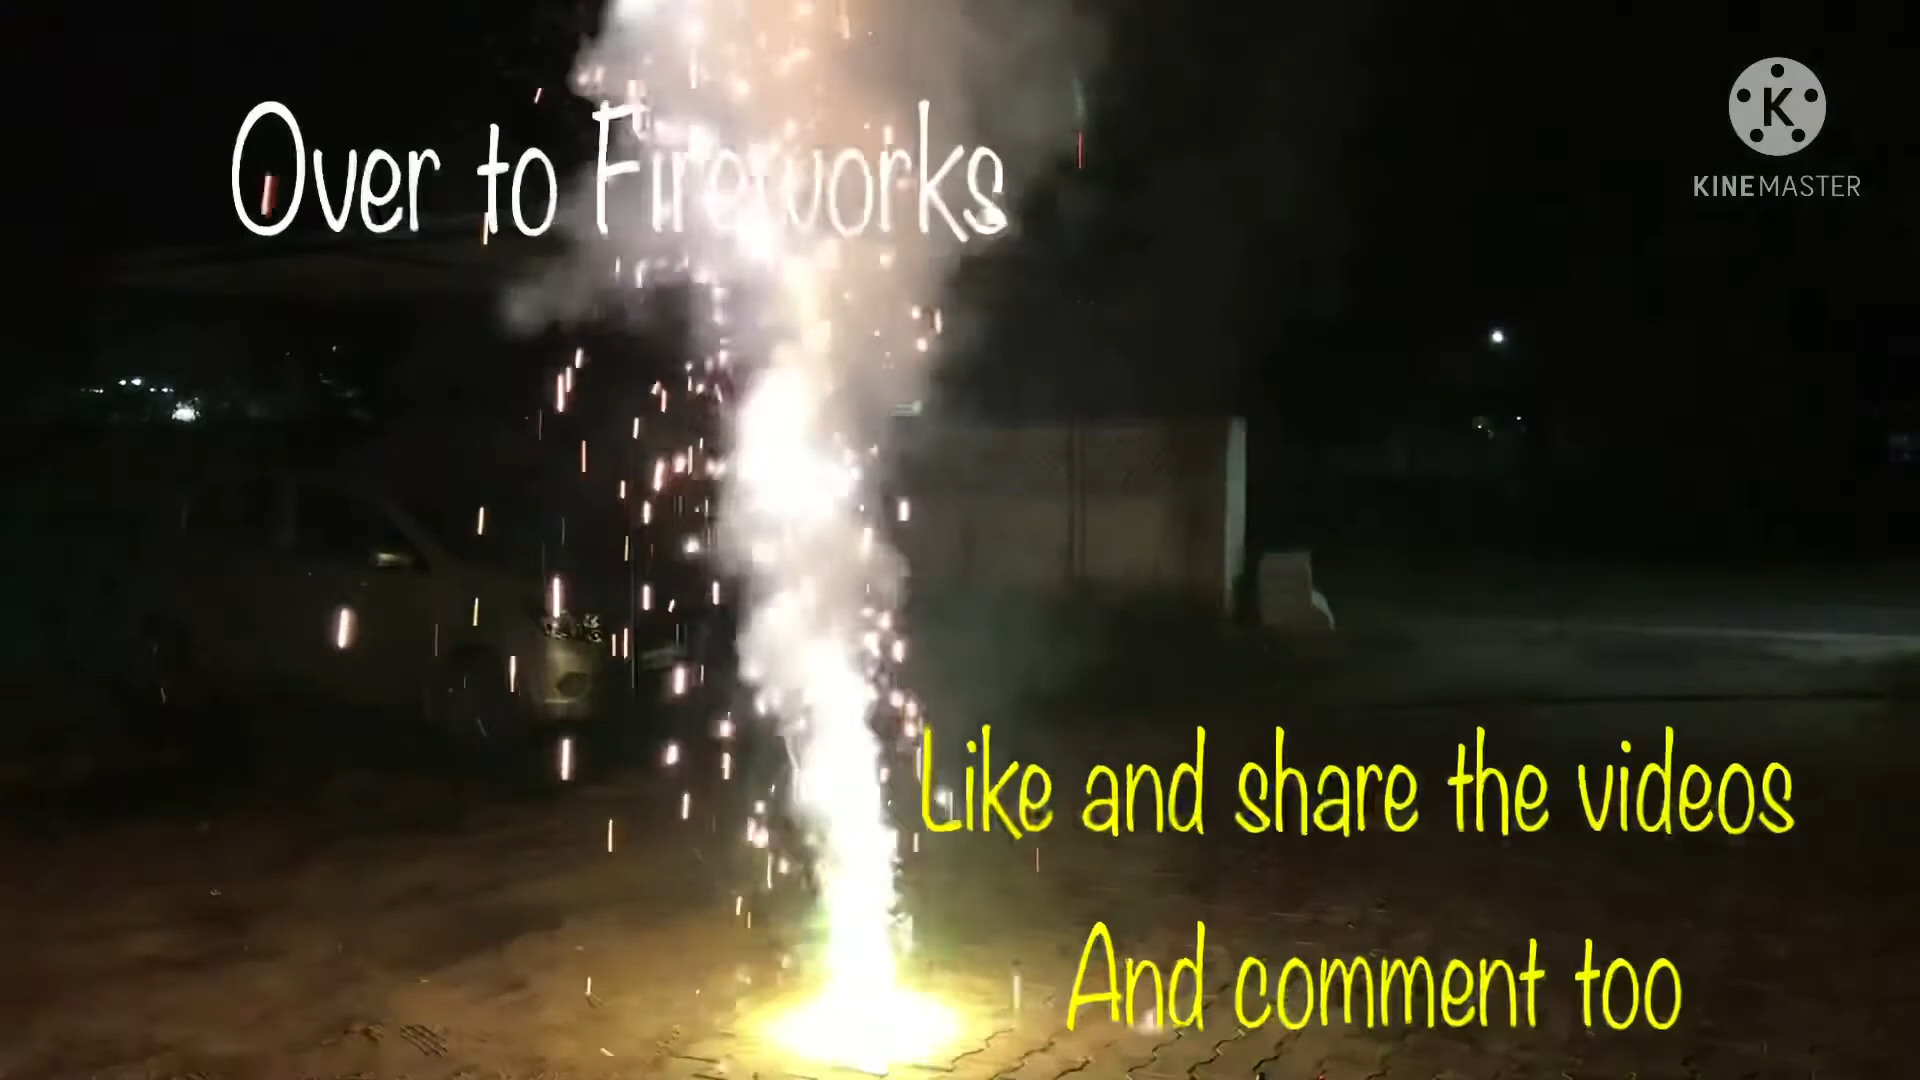 Over to Fireworks
K
KINEMASTER
Like and share the videos
And comment too